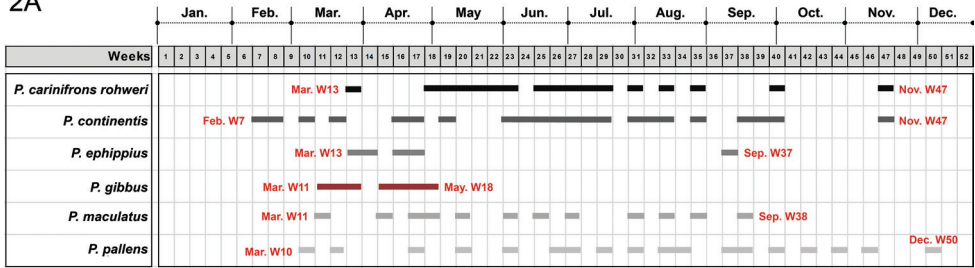 2A
Jan. Feb. Mar. Apr. May Jun. Jul. Aug. Sep. Oct. Nov. Dec.
Weeks 1 2 3 4 5 6 7 8 9 10 11 12 13 14 15 16 17 18 19 20 21 22 23 24 25 26 27 28 29 30 31 32 33 34 35 36 37 38 39 40 41 42 43 44 45 46 47 48 49 50 51 52
P. carinifrons rohweri Mar. W13 Nov. W47
P. continentis Feb. W7 Nov. W47
P. ephippius Mar. W13 Sep. W37
P. gibbus Mar. W11 May. W18
P. maculatus Mar. W11 Sep. W38
P. pallens Mar. W10 Dec. W50